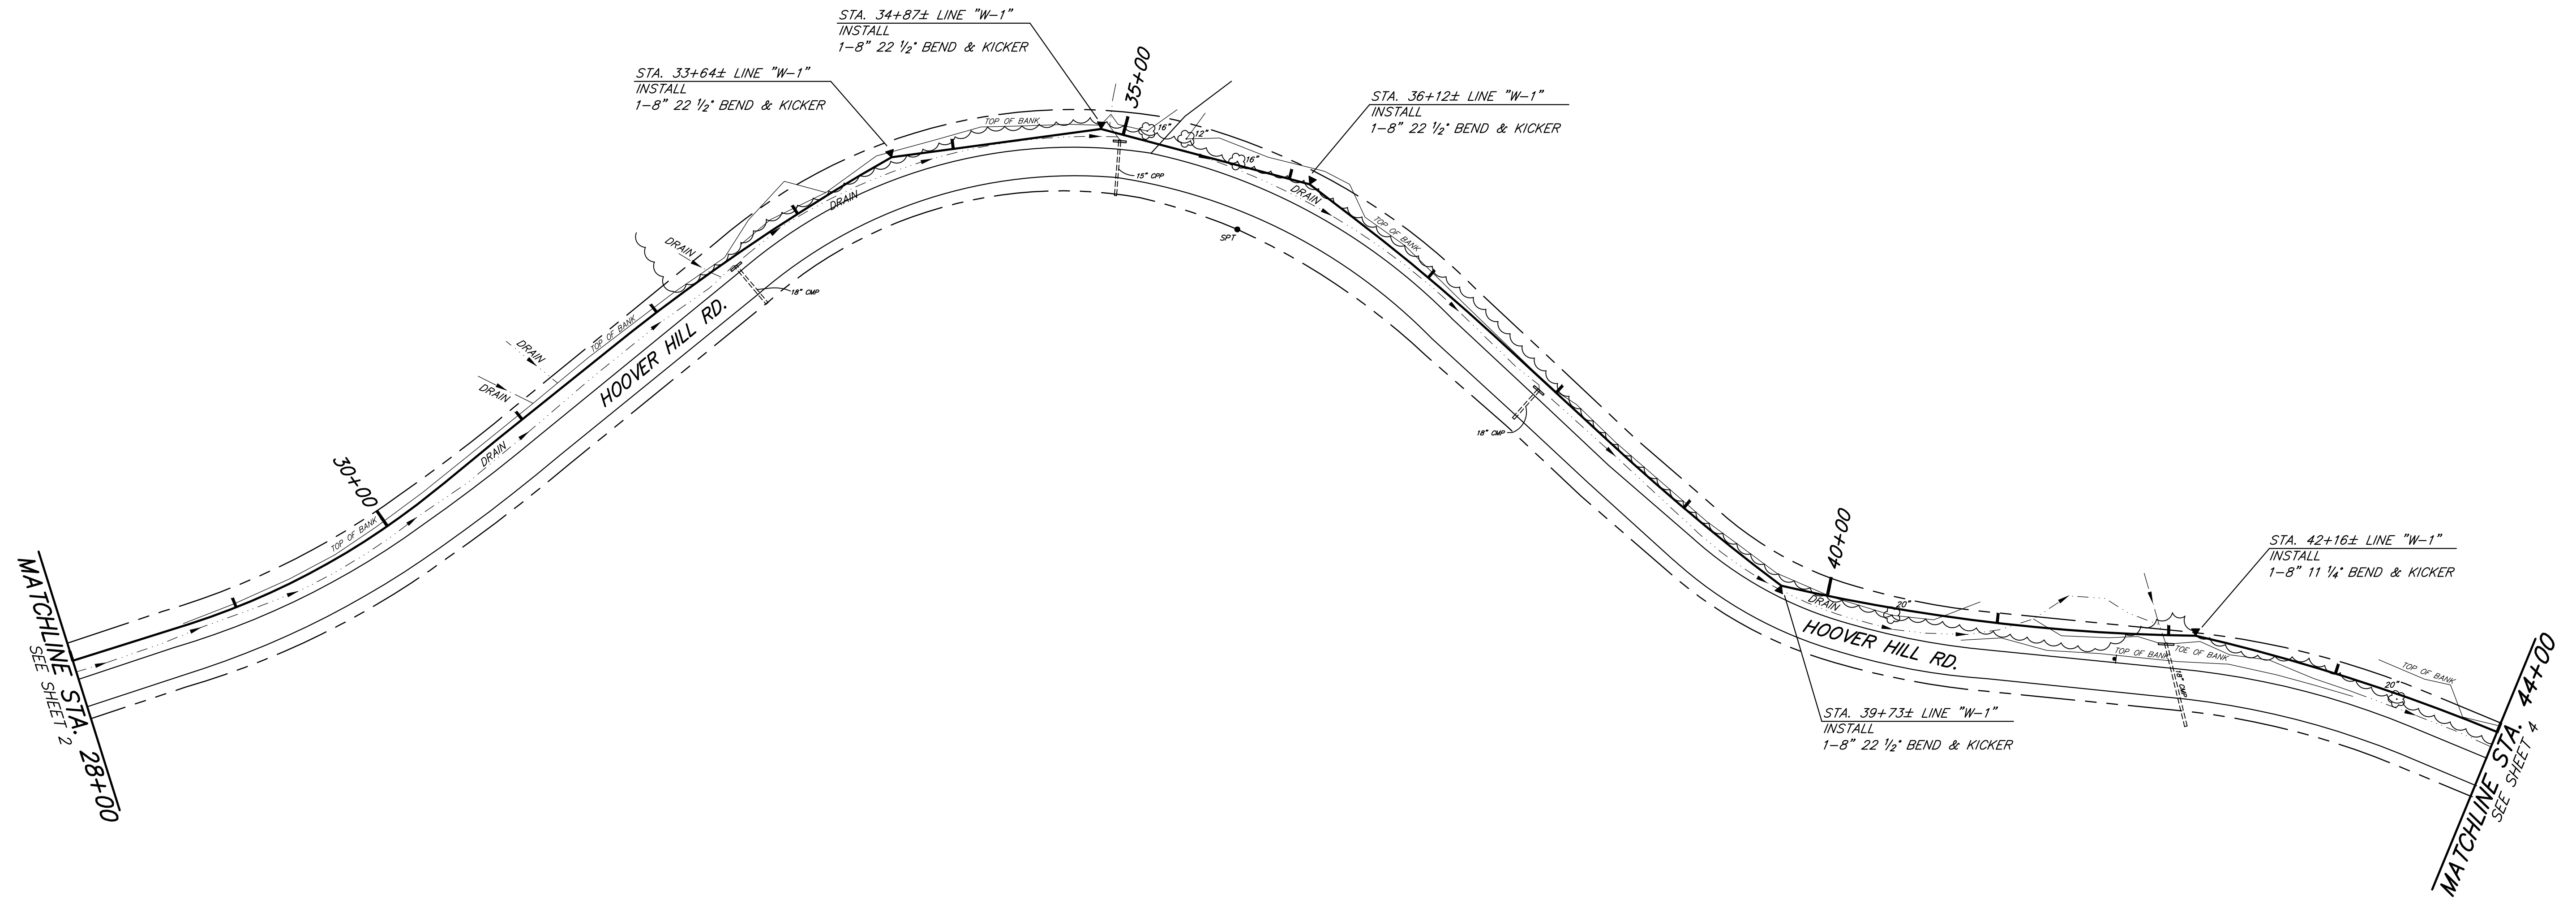 STA. 34+87± LINE "W-1"
INSTALL
1-8" 22 1/2° BEND & KICKER
STA. 33+64± LINE "W-1"
INSTALL
1-8" 22 1/2° BEND & KICKER
35+00
STA. 36+12± LINE "W-1"
INSTALL
1-8" 22 1/2° BEND & KICKER
TOP OF BANK
16"
12"
16"
15" CPP
DRAIN
DRAIN
TOP OF BANK
SPT
DRAIN
18" CMP
HOOVER HILL RD.
TOP OF BANK
DRAIN
DRAIN
18" CMP
DRAIN
30+00
TOP OF BANK
MATCHLINE STA. 28+00
SEE SHEET 2
40+00
STA. 42+16± LINE "W-1"
INSTALL
1-8" 11 1/4° BEND & KICKER
DRAIN
20"
HOOVER HILL RD.
TOP OF BANK
TOE OF BANK
18" CMP
TOP OF BANK
20"
STA. 39+73± LINE "W-1"
INSTALL
1-8" 22 1/2° BEND & KICKER
MATCHLINE STA. 44+00
SEE SHEET 4